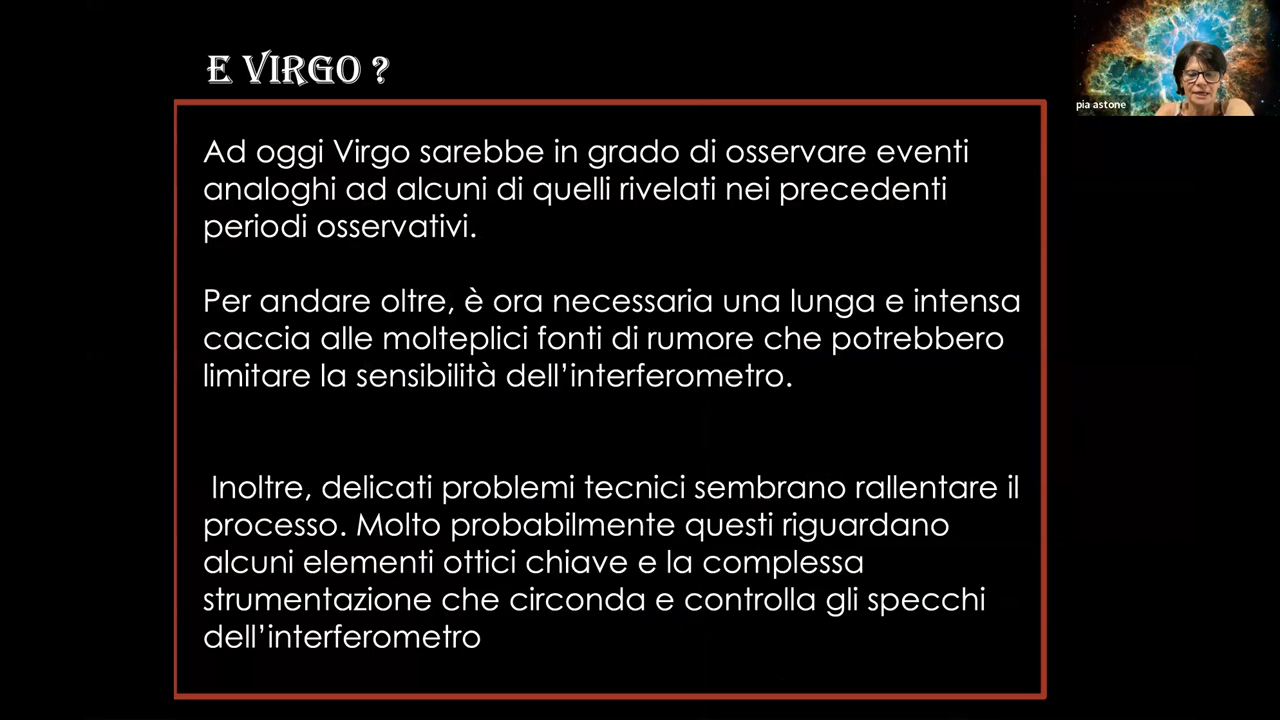 E VIRGO ?
pia astone
Ad oggi Virgo sarebbe in grado di osservare eventi
analoghi ad alcuni di quelli rivelati nei precedenti
periodi osservativi.
Per andare oltre, è ora necessaria una lunga e intensa
caccia alle molteplici fonti di rumore che potrebbero
limitare la sensibilità dell’interferometro.
Inoltre, delicati problemi tecnici sembrano rallentare il
processo. Molto probabilmente questi riguardano
alcuni elementi ottici chiave e la complessa
strumentazione che circonda e controlla gli specchi
dell’interferometro